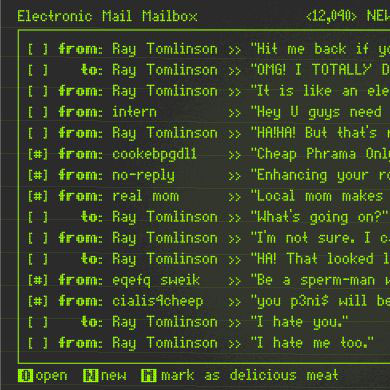 Electronic Mail Mailbox <12,040> NEW
[ ] from: Ray Tomlinson >> "Hit me back if yo
[ ] to: Ray Tomlinson >> "OMG! I TOTALLY D
[ ] from: Ray Tomlinson >> "It is like an ele
[ ] from: intern >> "Hey U guys need
[ ] to: Ray Tomlinson >> "HA!HA! But that's r
[#] from: cookebpgdl1 >> "Cheap Phrama Onl
[#] from: no-reply >> "Enhancing your ro
[#] from: real mom >> "Local mom makes
[ ] to: Ray Tomlinson >> "What's going on?"
[ ] from: Ray Tomlinson >> "I'm not sure. I c
[ ] to: Ray Tomlinson >> "HA! That looked l
[#] from: eqefq sweik >> "Be a sperm-man w
[#] from: cialis4cheep >> "you p3ni$ will be
[ ] to: Ray Tomlinson >> "I hate you."
[ ] from: Ray Tomlinson >> "I hate me too."
O open N new M mark as delicious meat